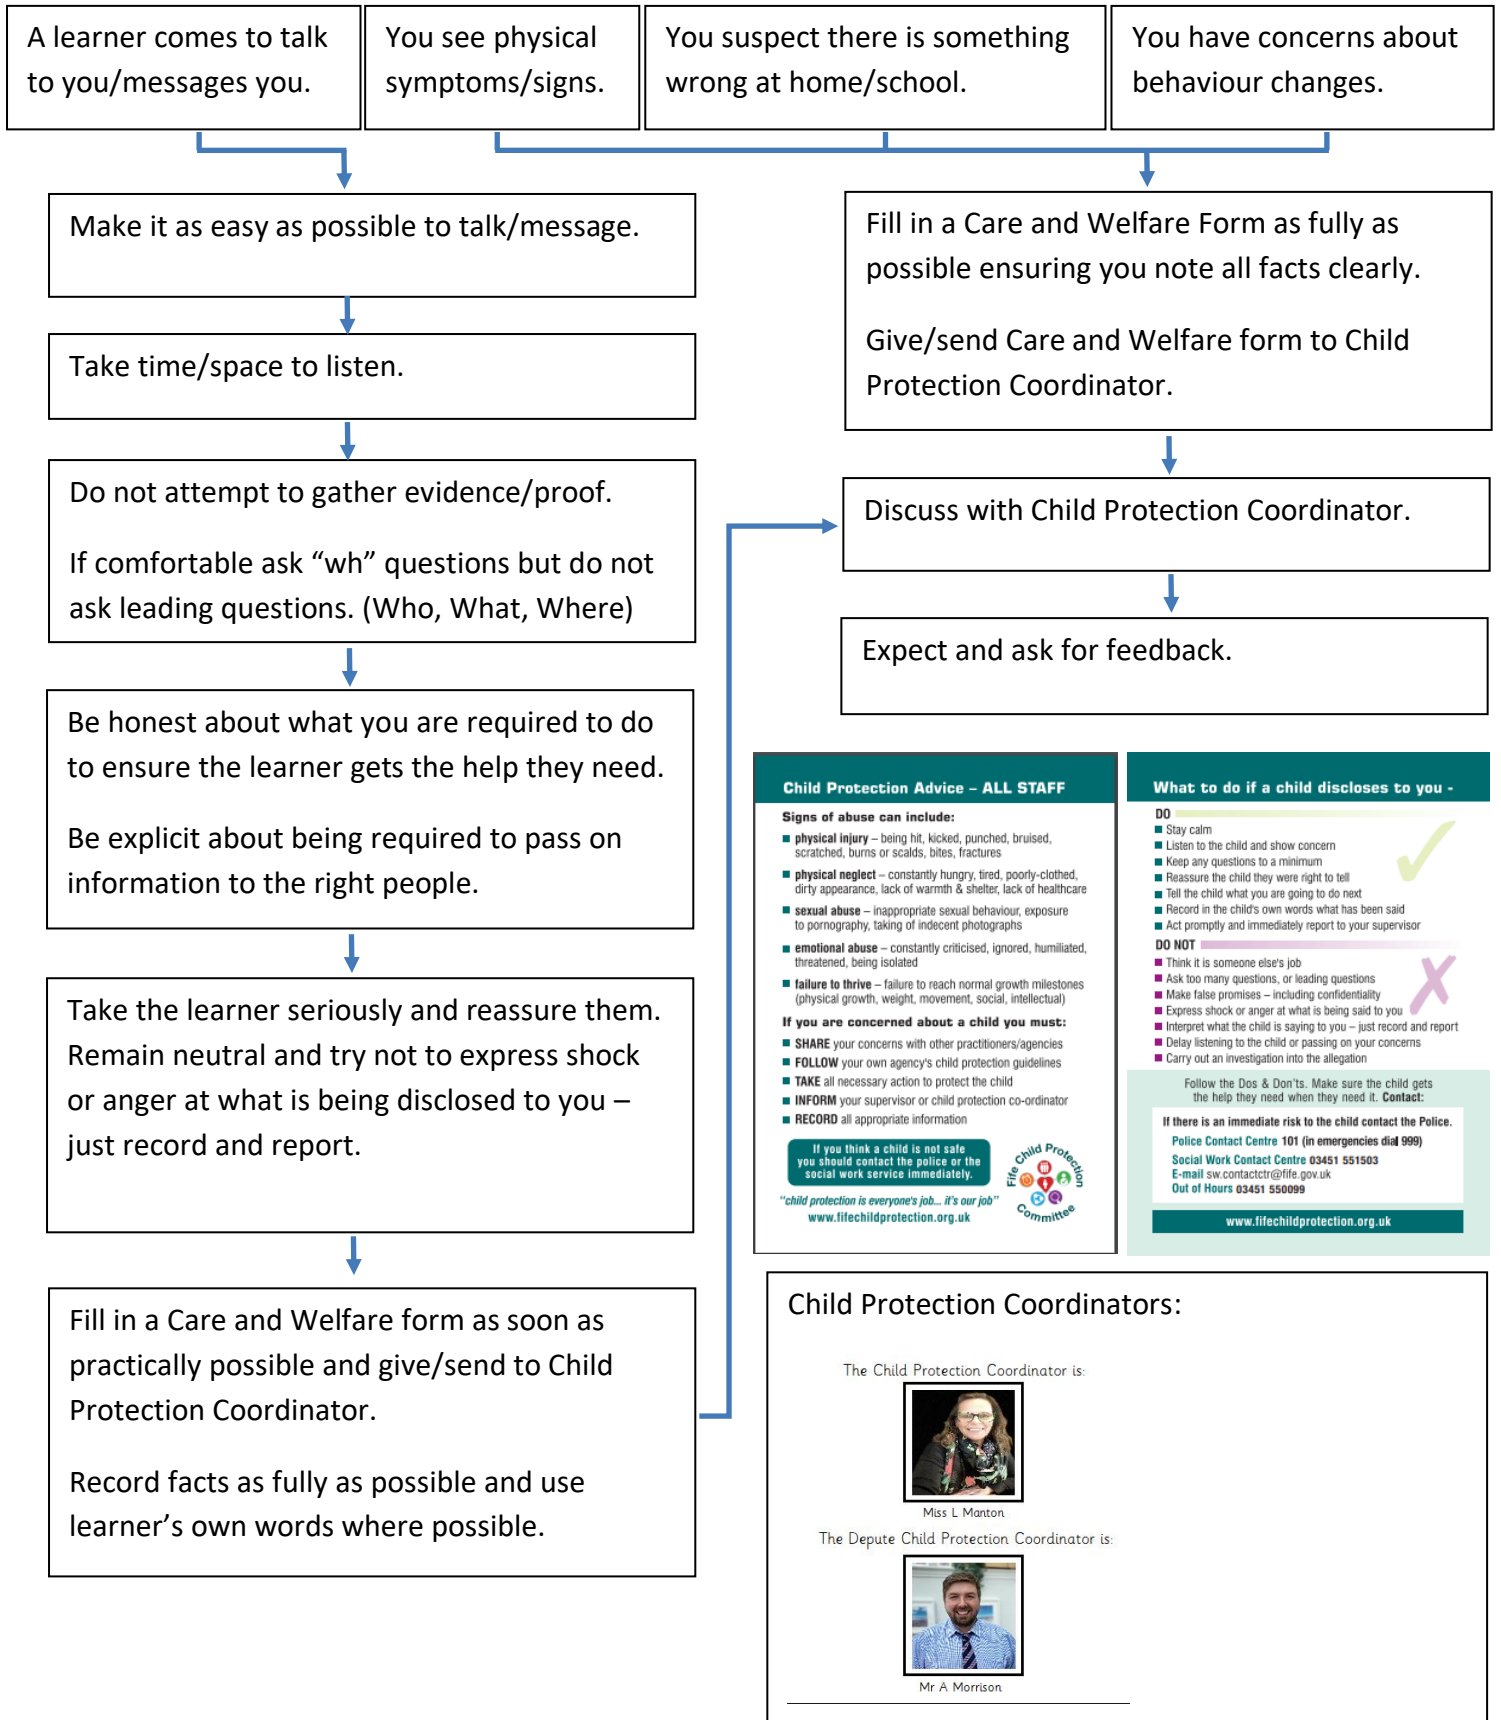 A learner comes to talk
to you/messages you.
You see physical
symptoms/signs.
You suspect there is something
wrong at home/school.
You have concerns about
behaviour changes.
Make it as easy as possible to talk/message.
Take time/space to listen.
Do not attempt to gather evidence/proof.
If comfortable ask “wh” questions but do not
ask leading questions. (Who, What, Where)
Be honest about what you are required to do
to ensure the learner gets the help they need.
Be explicit about being required to pass on
information to the right people.
Take the learner seriously and reassure them.
Remain neutral and try not to express shock
or anger at what is being disclosed to you –
just record and report.
Fill in a Care and Welfare form as soon as
practically possible and give/send to Child
Protection Coordinator.
Record facts as fully as possible and use
learner’s own words where possible.
Fill in a Care and Welfare Form as fully as
possible ensuring you note all facts clearly.
Give/send Care and Welfare form to Child
Protection Coordinator.
Discuss with Child Protection Coordinator.
Expect and ask for feedback.
Child Protection Advice – ALL STAFF
Signs of abuse can include:
physical injury – being hit, kicked, punched, bruised,
scratched, burns or scalds, bites, fractures
physical neglect – constantly hungry, tired, poorly-clothed,
dirty appearance, lack of warmth & shelter, lack of healthcare
sexual abuse – inappropriate sexual behaviour, exposure
to pornography, taking of indecent photographs
emotional abuse – constantly criticised, ignored, humiliated,
threatened, being isolated
failure to thrive – failure to reach normal growth milestones
(physical growth, weight, movement, social, intellectual)
If you are concerned about a child you must:
SHARE your concerns with other practitioners/agencies
FOLLOW your own agency's child protection guidelines
TAKE all necessary action to protect the child
INFORM your supervisor or child protection co-ordinator
RECORD all appropriate information
If you think a child is not safe
you should contact the police or the
social work service immediately.
"child protection is everyone's job... it's our job"
www.fifechildprotection.org.uk
Fife Child Protection
Committee
What to do if a child discloses to you -
DO
Stay calm
Listen to the child and show concern
Keep any questions to a minimum
Reassure the child they were right to tell
Tell the child what you are going to do next
Record in the child's own words what has been said
Act promptly and immediately report to your supervisor
DO NOT
Think it is someone else's job
Ask too many questions, or leading questions
Make false promises – including confidentiality
Express shock or anger at what is being said to you
Interpret what the child is saying to you – just record and report
Delay listening to the child or passing on your concerns
Carry out an investigation into the allegation
Follow the Dos & Don'ts. Make sure the child gets
the help they need when they need it. Contact:
If there is an immediate risk to the child contact the Police.
Police Contact Centre 101 (in emergencies dial 999)
Social Work Contact Centre 03451 551503
E-mail sw.contactctr@fife.gov.uk
Out of Hours 03451 550099
www.fifechildprotection.org.uk
Child Protection Coordinators:
The Child Protection Coordinator is:
Miss L Manton
The Depute Child Protection Coordinator is:
Mr A Morrison